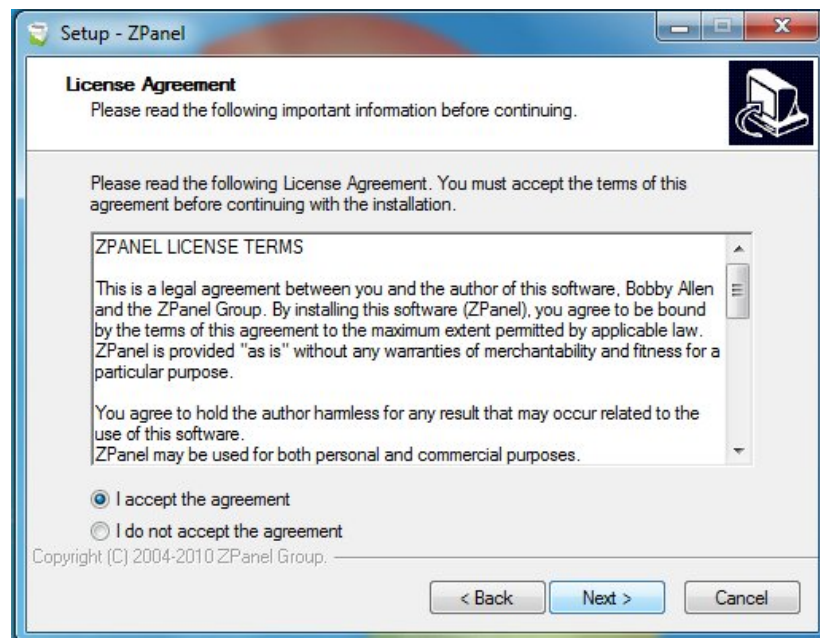 Setup - ZPanel
License Agreement
Please read the following important information before continuing.
Please read the following License Agreement. You must accept the terms of this
agreement before continuing with the installation.
ZPANEL LICENSE TERMS
This is a legal agreement between you and the author of this software, Bobby Allen
and the ZPanel Group. By installing this software (ZPanel), you agree to be bound
by the terms of this agreement to the maximum extent permitted by applicable law.
ZPanel is provided "as is" without any warranties of merchantability and fitness for a
particular purpose.
You agree to hold the author harmless for any result that may occur related to the
use of this software.
ZPanel may be used for both personal and commercial purposes.
I accept the agreement
I do not accept the agreement
Copyright (C) 2004-2010 ZPanel Group.
< Back Next > Cancel